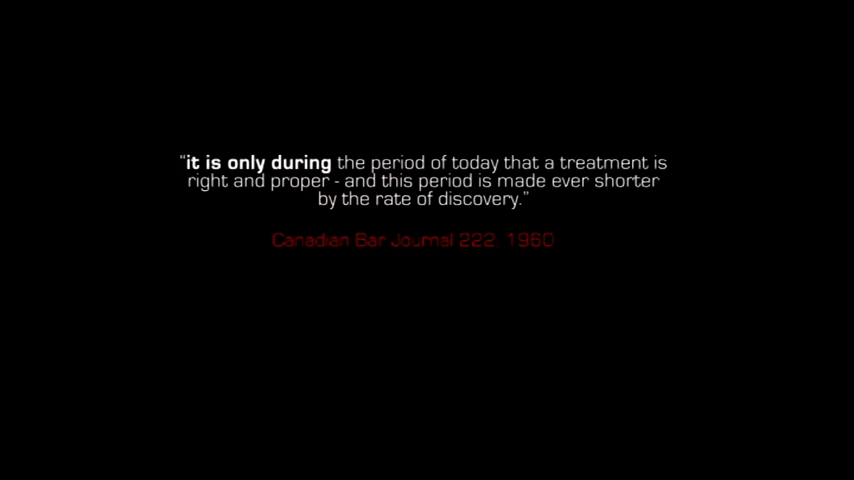 “it is only during the period of today that a treatment is
right and proper - and this period is made ever shorter
by the rate of discovery.”
Canadian Bar Journal 222, 1960